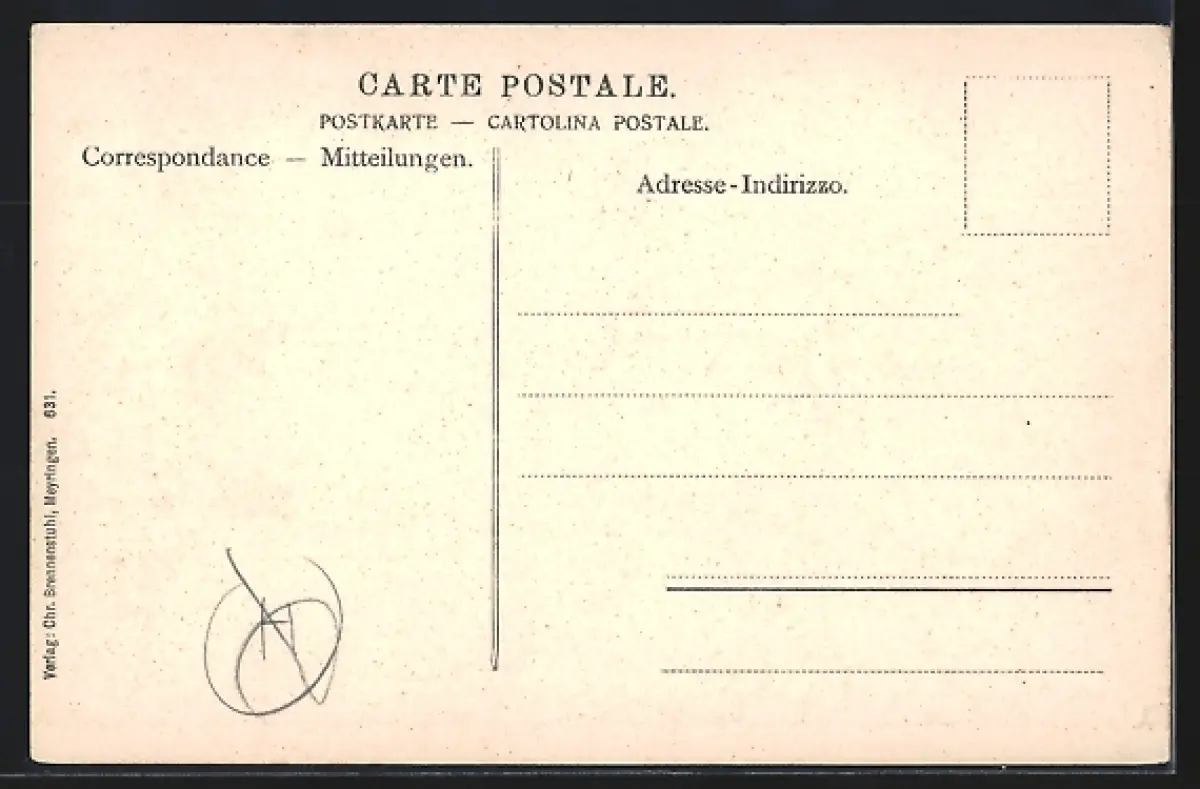 CARTE POSTALE.
POSTKARTE — CARTOLINA POSTALE.
Correspondance — Mitteilungen.
Adresse-Indirizzo.
Verlag: Chr. Brennenstuhl, Meyringen. 631.